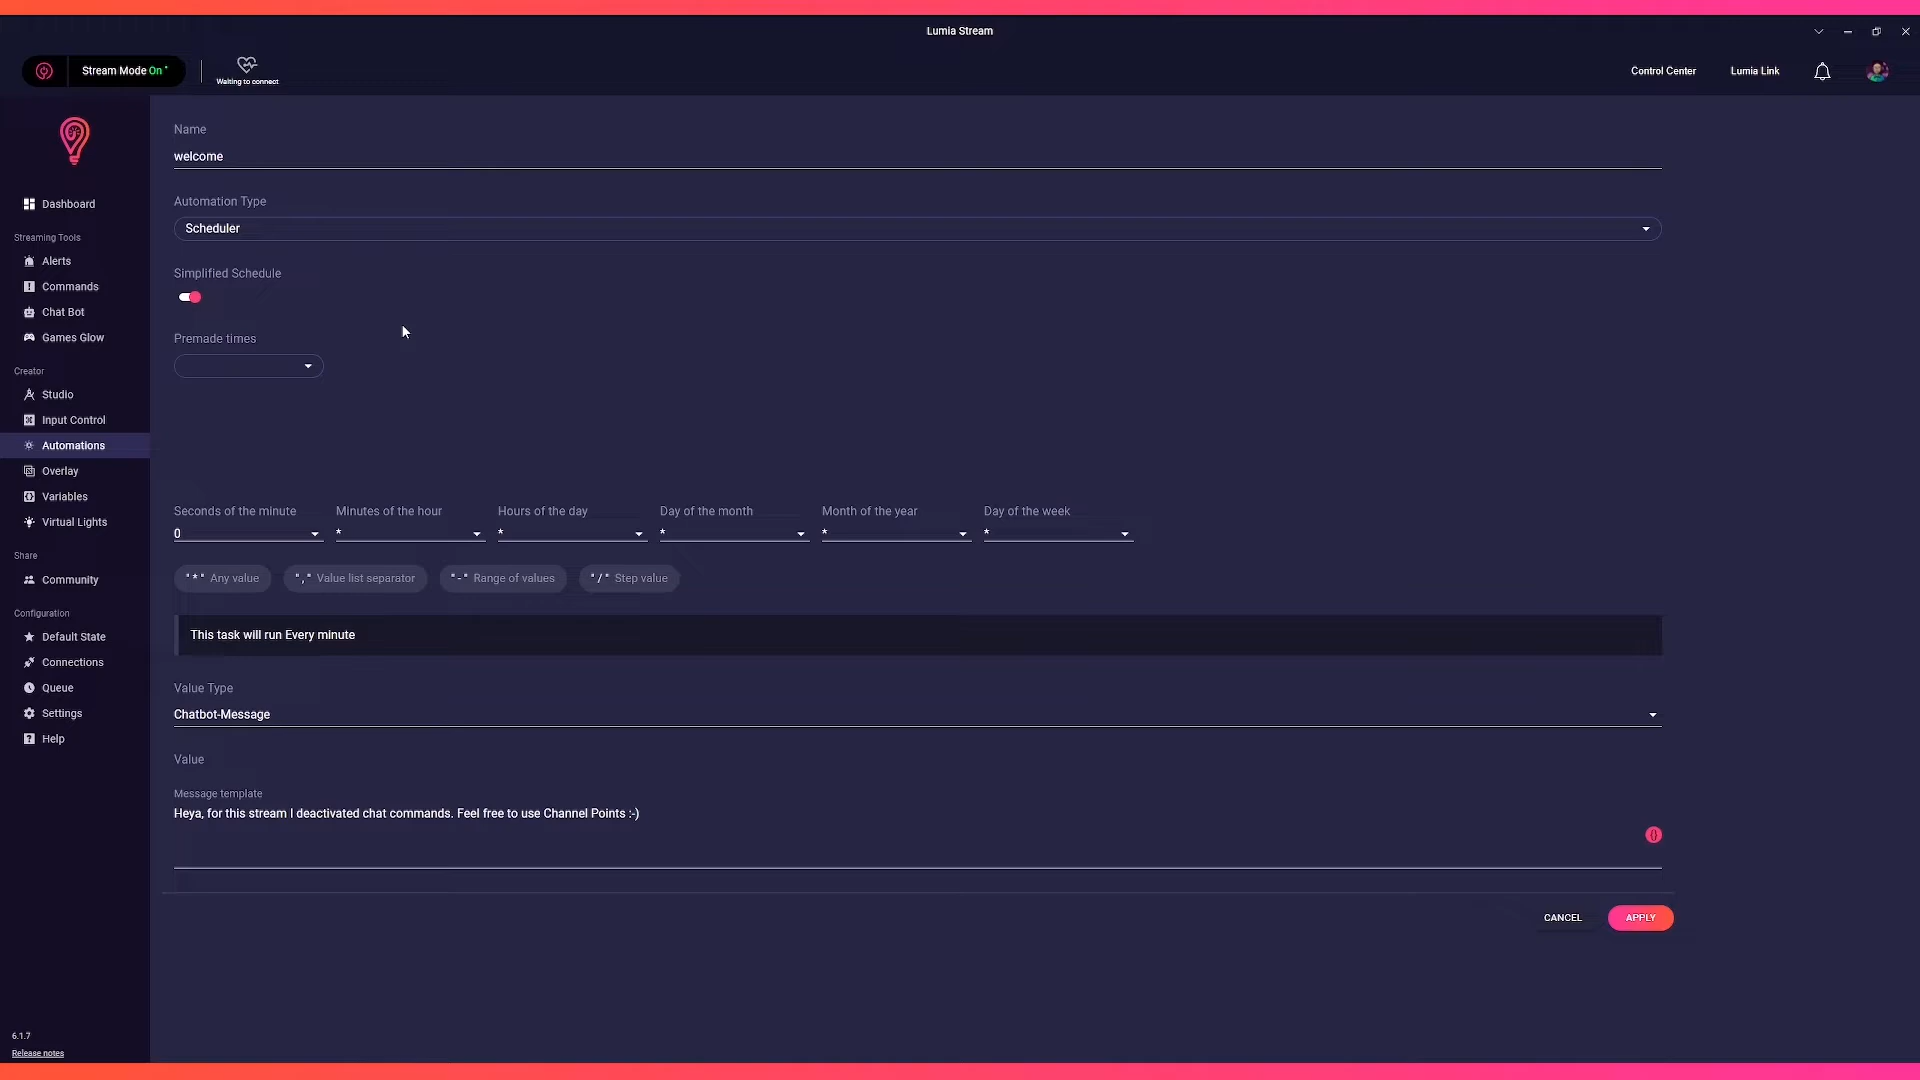 Lumia Stream
Stream Mode On
Waiting to connect
Control Center
Lumia Link
Dashboard
Streaming Tools
Alerts
Commands
Chat Bot
Games Glow
Creator
Studio
Input Control
Automations
Overlay
Variables
Virtual Lights
Share
Community
Configuration
Default State
Connections
Queue
Settings
Help
6.1.7
Release notes
Name
welcome
Automation Type
Scheduler
Simplified Schedule
Premade times
Seconds of the minute
0
Minutes of the hour
*
Hours of the day
*
Day of the month
*
Month of the year
*
Day of the week
*
"*" Any value
"," Value list separator
"-" Range of values
"/" Step value
This task will run Every minute
Value Type
Chatbot-Message
Value
Message template
Heya, for this stream I deactivated chat commands. Feel free to use Channel Points :-)
CANCEL
APPLY